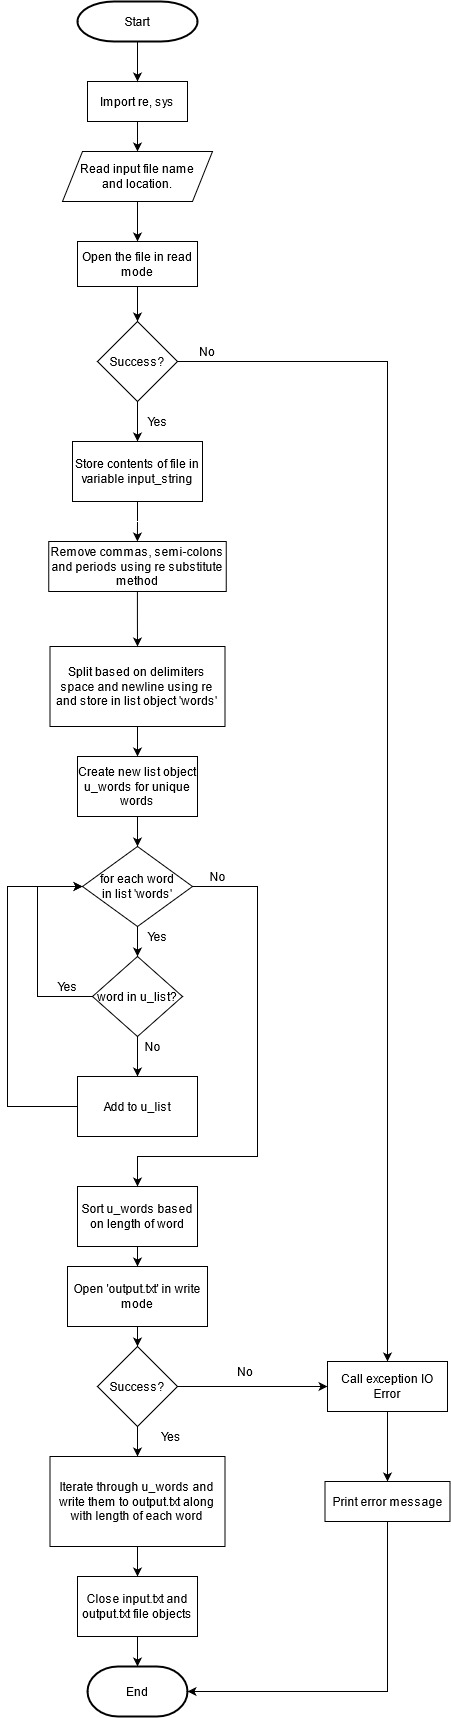 Start
Import re, sys
Read input file name
and location.
Open the file in read
mode
Success?
No
Yes
Store contents of file in
variable input_string
Remove commas, semi-colons
and periods using re substitute
method
Split based on delimiters
space and newline using re
and store in list object 'words'
Create new list object
u_words for unique
words
for each word
in list 'words'
No
Yes
word in u_list?
Yes
No
Add to u_list
Sort u_words based
on length of word
Open 'output.txt' in write
mode
Success?
No
Call exception IO
Error
Yes
Iterate through u_words and
write them to output.txt along
with length of each word
Print error message
Close input.txt and
output.txt file objects
End